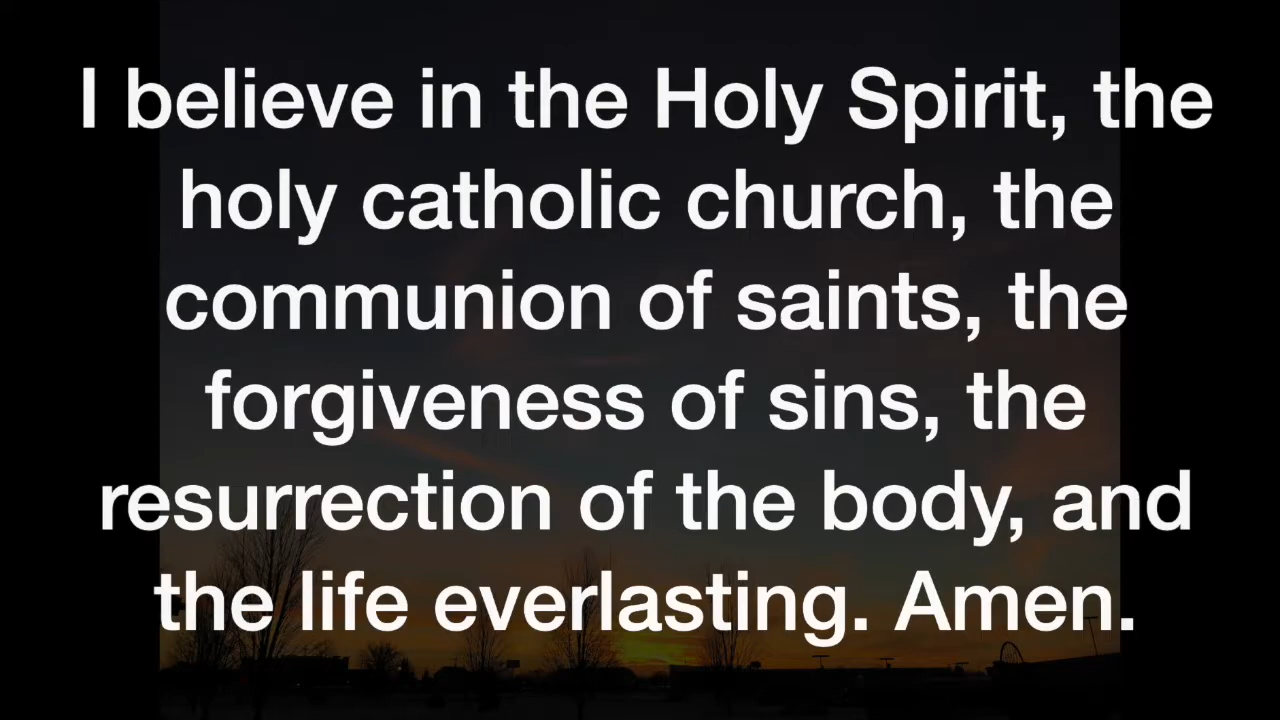 I believe in the Holy Spirit, the
holy catholic church, the
communion of saints, the
forgiveness of sins, the
resurrection of the body, and
the life everlasting. Amen.